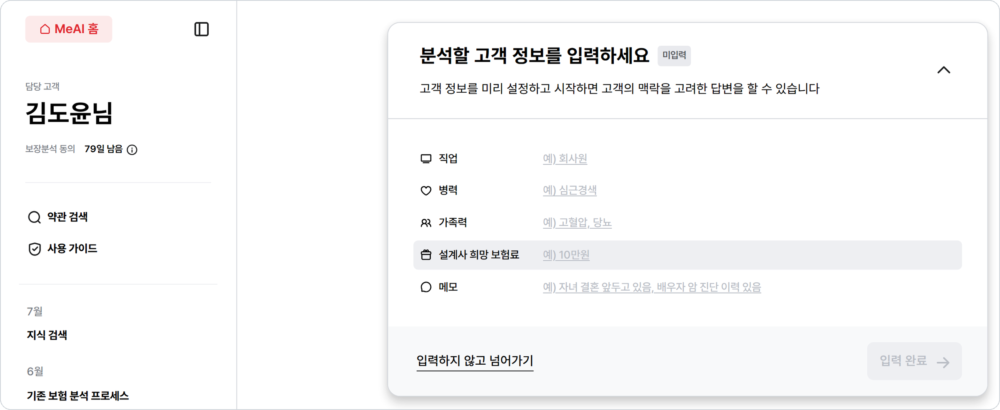 MeAI 홈
담당 고객
김도윤님
보장분석 동의 79일 남음
약관 검색
사용 가이드
7월
지식 검색
6월
기존 보험 분석 프로세스
분석할 고객 정보를 입력하세요 미입력
고객 정보를 미리 설정하고 시작하면 고객의 맥락을 고려한 답변을 할 수 있습니다
직업 예) 회사원
병력 예) 심근경색
가족력 예) 고혈압, 당뇨
설계사 희망 보험료 예) 10만원
메모 예) 자녀 결혼 앞두고 있음, 배우자 암 진단 이력 있음
입력하지 않고 넘어가기
입력 완료